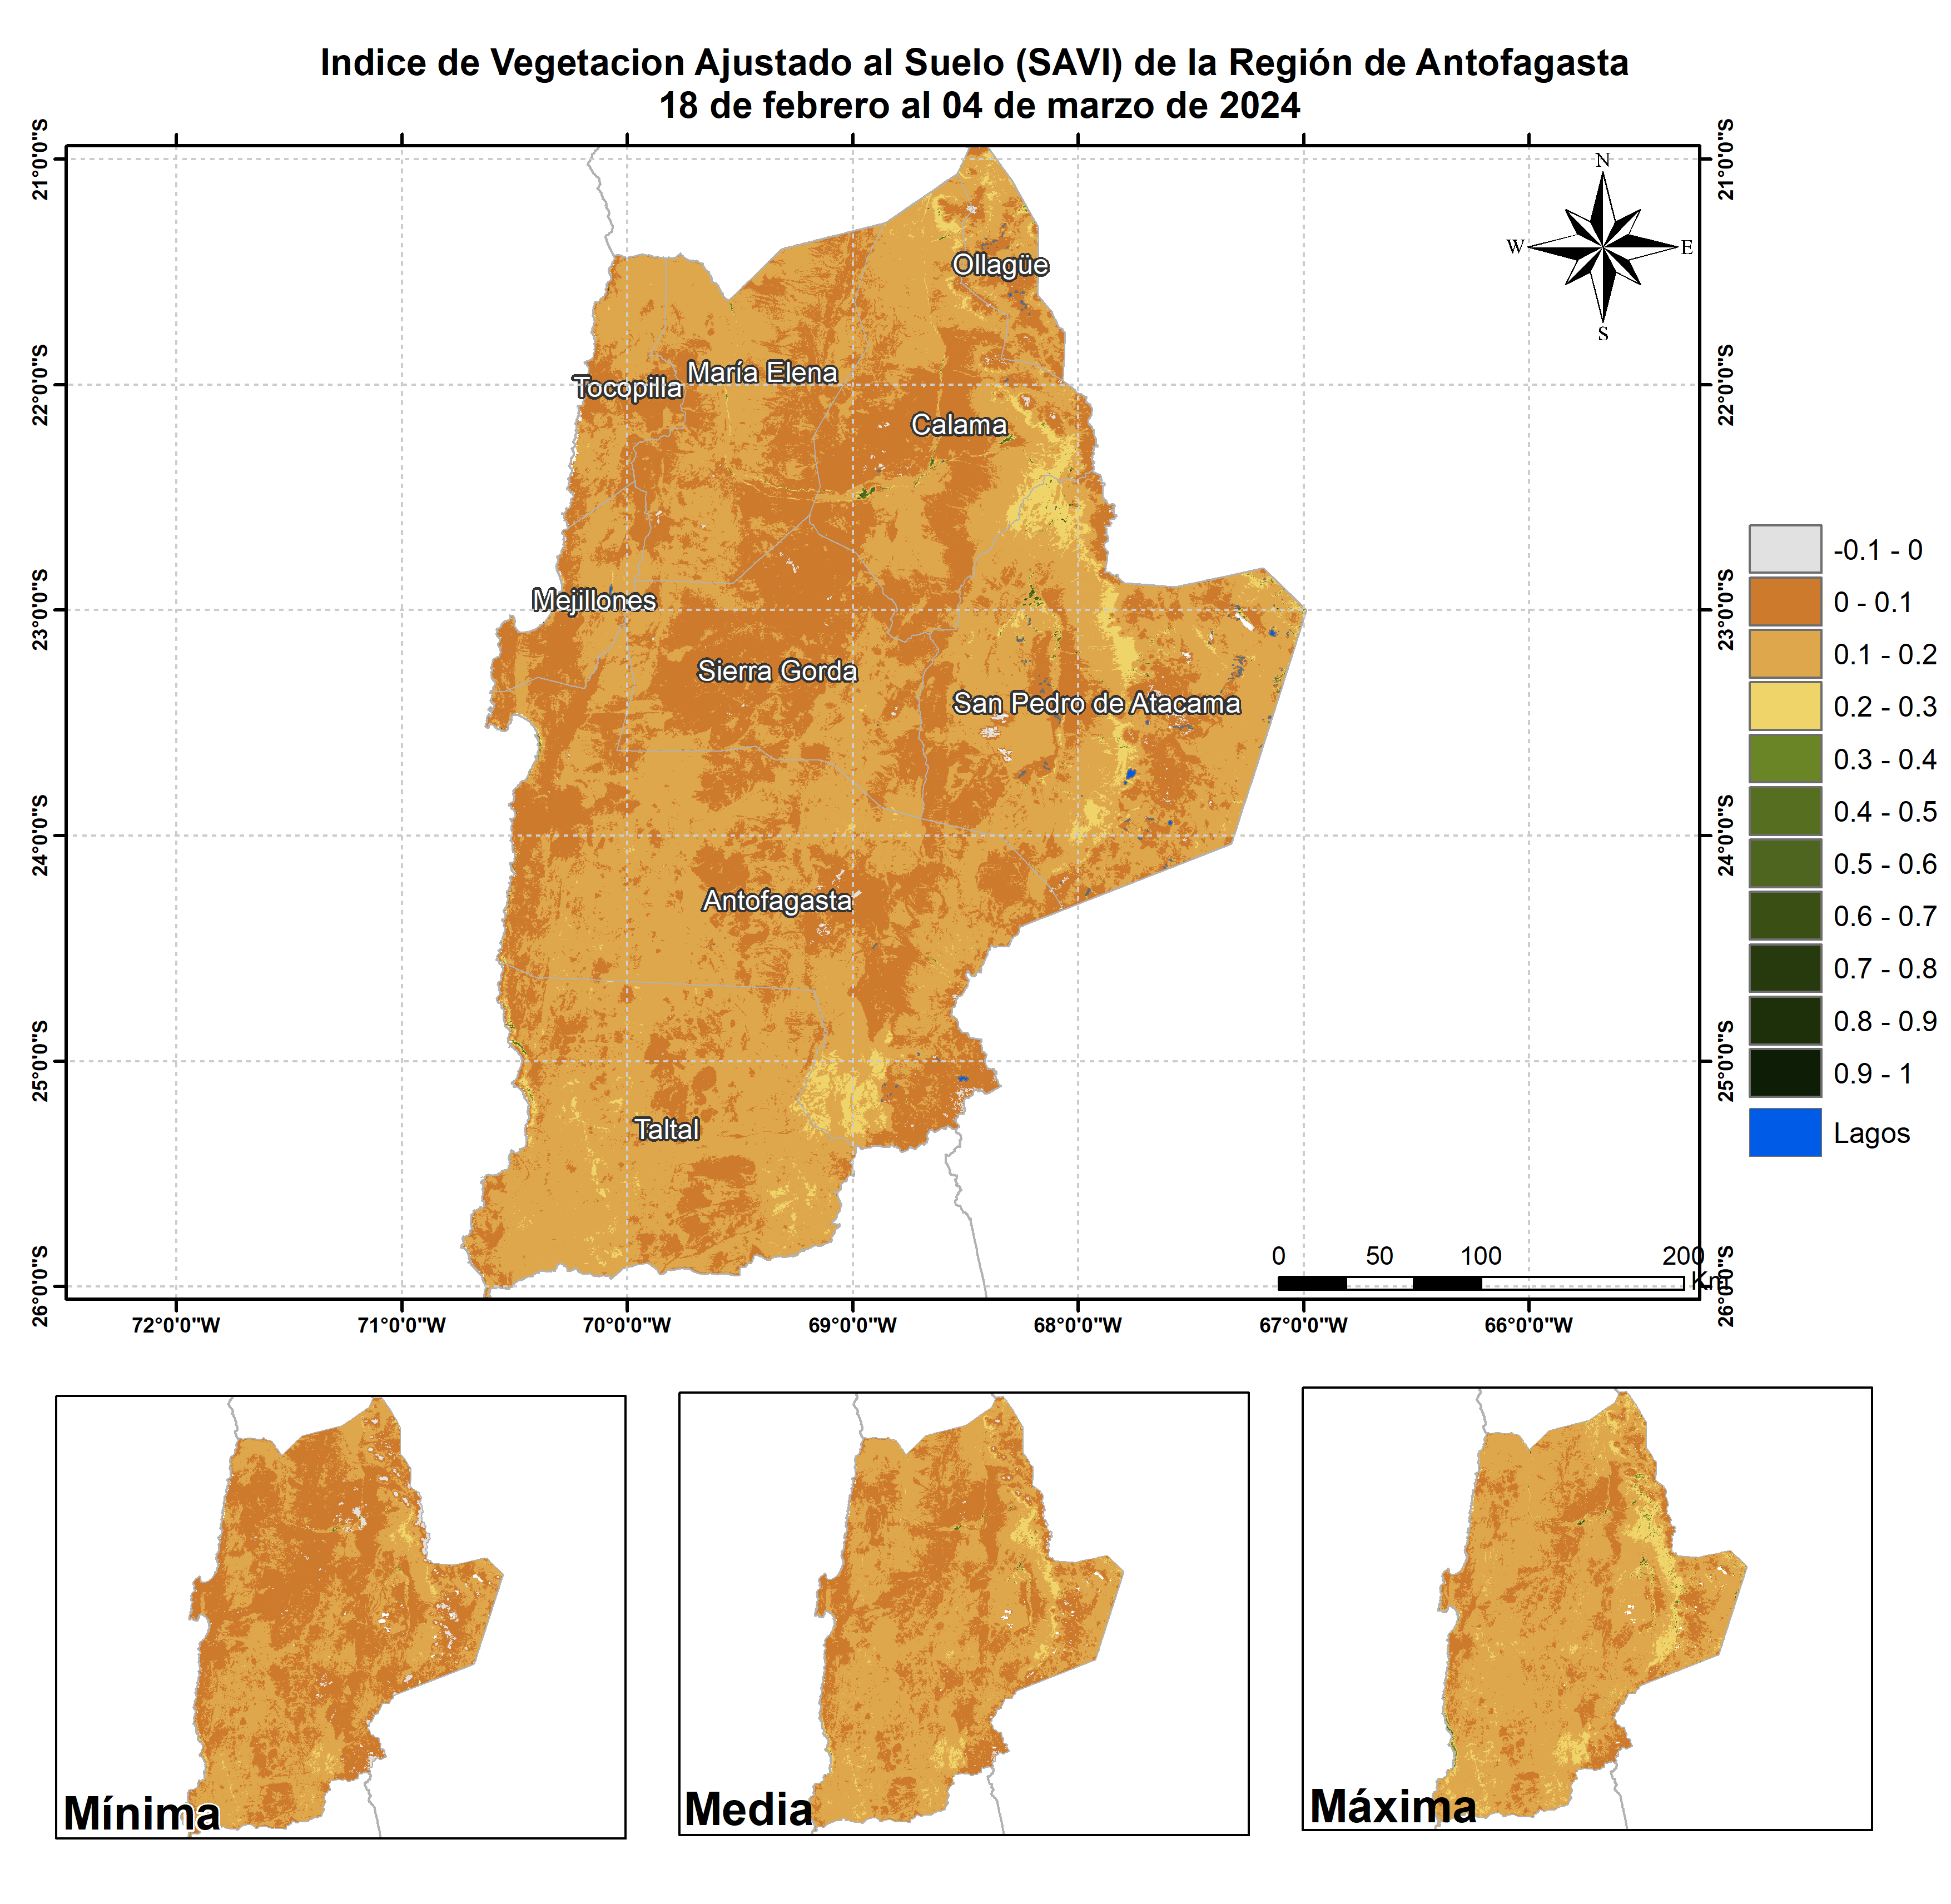 Indice de Vegetacion Ajustado al Suelo (SAVI) de la Región de Antofagasta
18 de febrero al 04 de marzo de 2024
21°0'0"S
21°0'0"S
N
W
E
S
Ollagüe
María Elena
Tocopilla
22°0'0"S
22°0'0"S
Calama
-0.1 - 0
0 - 0.1
0.1 - 0.2
0.2 - 0.3
0.3 - 0.4
0.4 - 0.5
0.5 - 0.6
0.6 - 0.7
0.7 - 0.8
0.8 - 0.9
0.9 - 1
Lagos
Mejillones
23°0'0"S
23°0'0"S
Sierra Gorda
San Pedro de Atacama
24°0'0"S
24°0'0"S
Antofagasta
25°0'0"S
25°0'0"S
Taltal
0 50 100 200
Km
26°0'0"S
26°0'0"S
72°0'0"W 71°0'0"W 70°0'0"W 69°0'0"W 68°0'0"W 67°0'0"W 66°0'0"W
Mínima
Media
Máxima